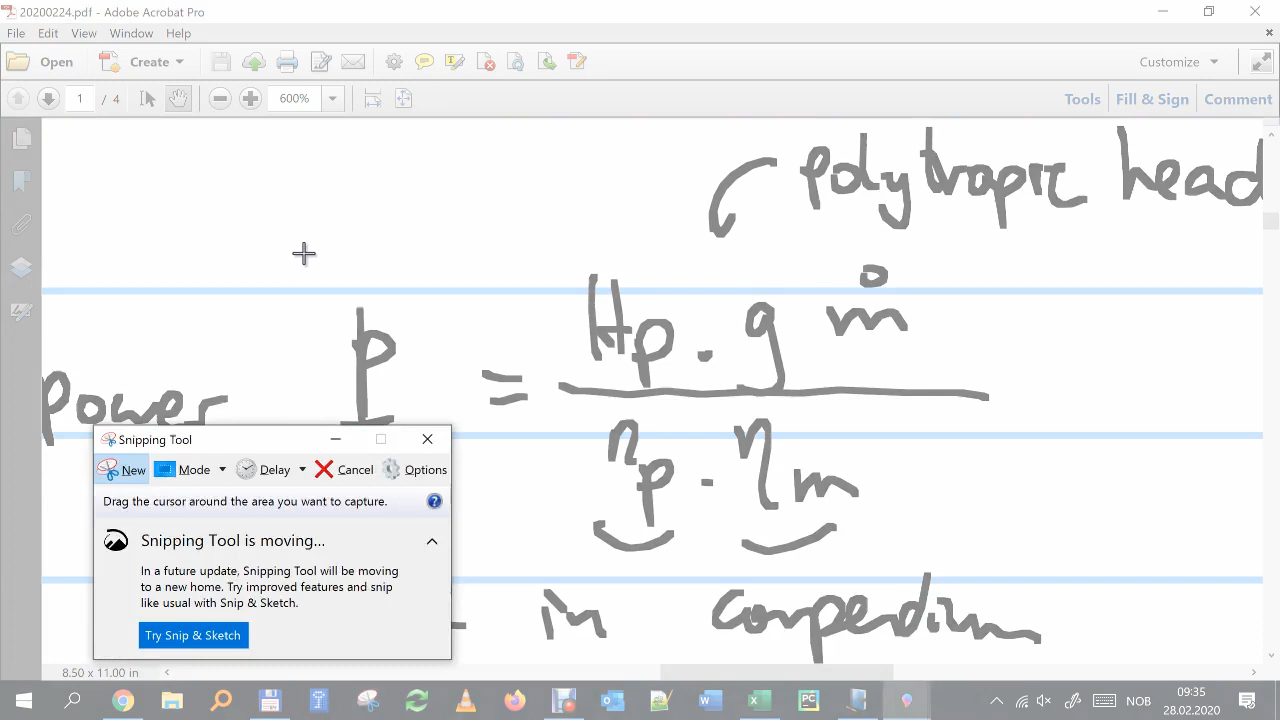 20200224.pdf - Adobe Acrobat Pro
File Edit View Window Help
Open Create Customize
1 / 4 600% Tools Fill & Sign Comment
polytropic head
power P = Hp · g ṁ
ηp · ηm
in compendium
Snipping Tool
New Mode Delay Cancel Options
Drag the cursor around the area you want to capture.
Snipping Tool is moving...
In a future update, Snipping Tool will be moving
to a new home. Try improved features and snip
like usual with Snip & Sketch.
Try Snip & Sketch
8.50 x 11.00 in
NOB
09:35
28.02.2020